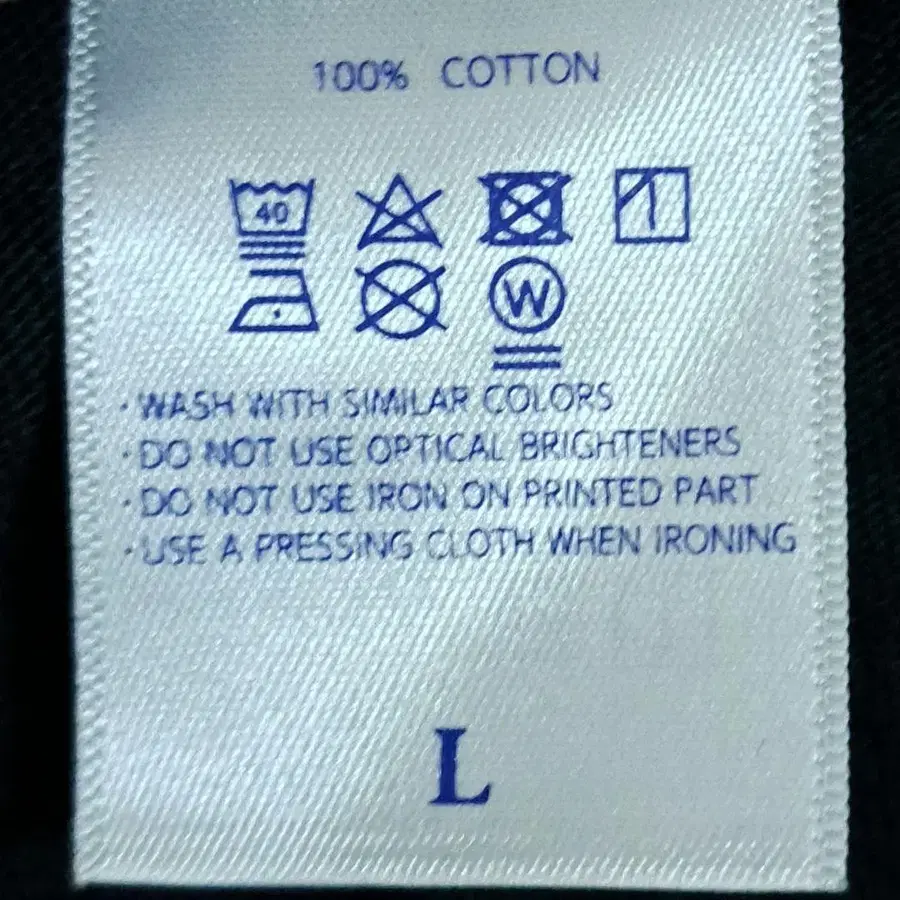 100% COTTON
40
W
· WASH WITH SIMILAR COLORS
· DO NOT USE OPTICAL BRIGHTENERS
· DO NOT USE IRON ON PRINTED PART
· USE A PRESSING CLOTH WHEN IRONING
L